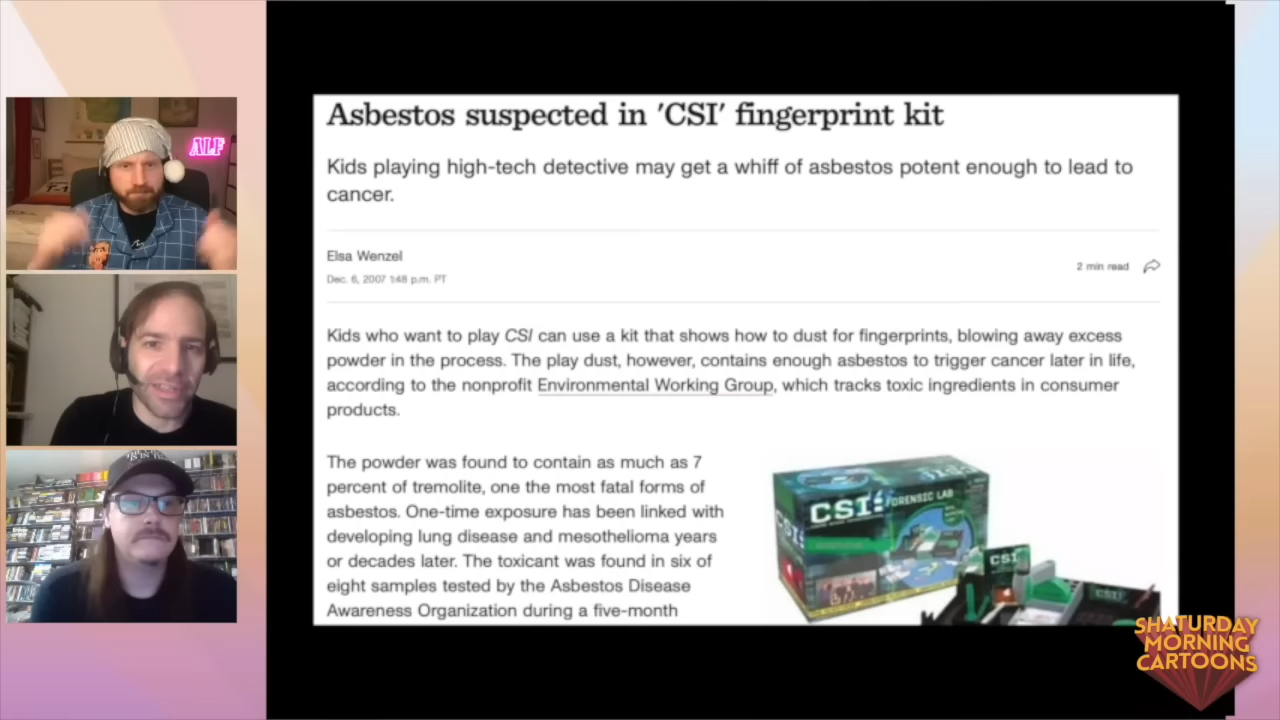 ALF
Asbestos suspected in 'CSI' fingerprint kit
Kids playing high-tech detective may get a whiff of asbestos potent enough to lead to
cancer.
Elsa Wenzel
Dec. 6, 2007 1:48 p.m. PT
2 min read
Kids who want to play CSI can use a kit that shows how to dust for fingerprints, blowing away excess
powder in the process. The play dust, however, contains enough asbestos to trigger cancer later in life,
according to the nonprofit Environmental Working Group, which tracks toxic ingredients in consumer
products.
The powder was found to contain as much as 7
percent of tremolite, one the most fatal forms of
asbestos. One-time exposure has been linked with
developing lung disease and mesothelioma years
or decades later. The toxicant was found in six of
eight samples tested by the Asbestos Disease
Awareness Organization during a five-month
CSI:
FORENSIC LAB
CSI
CSI
CSI:
SHATURDAY
MORNING
CARTOONS